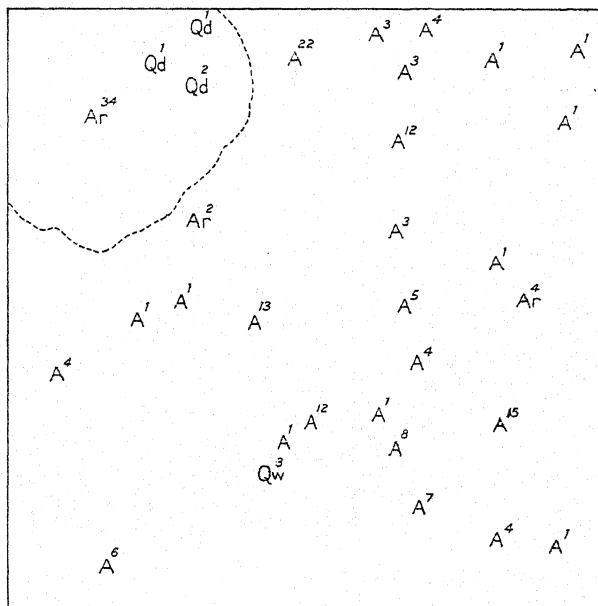 Qd¹
A³ A⁴
A²² A³ A¹ A¹
Qd¹
Qd²
Ar³⁴
A¹
A¹²
Ar²
A³
A¹
Ar⁴
A¹ A¹ A¹³ A⁵
A⁴ A⁴
A¹ A¹² A¹ A¹⁵
A⁸
Qw³
A⁷
A⁴ A¹
A⁶